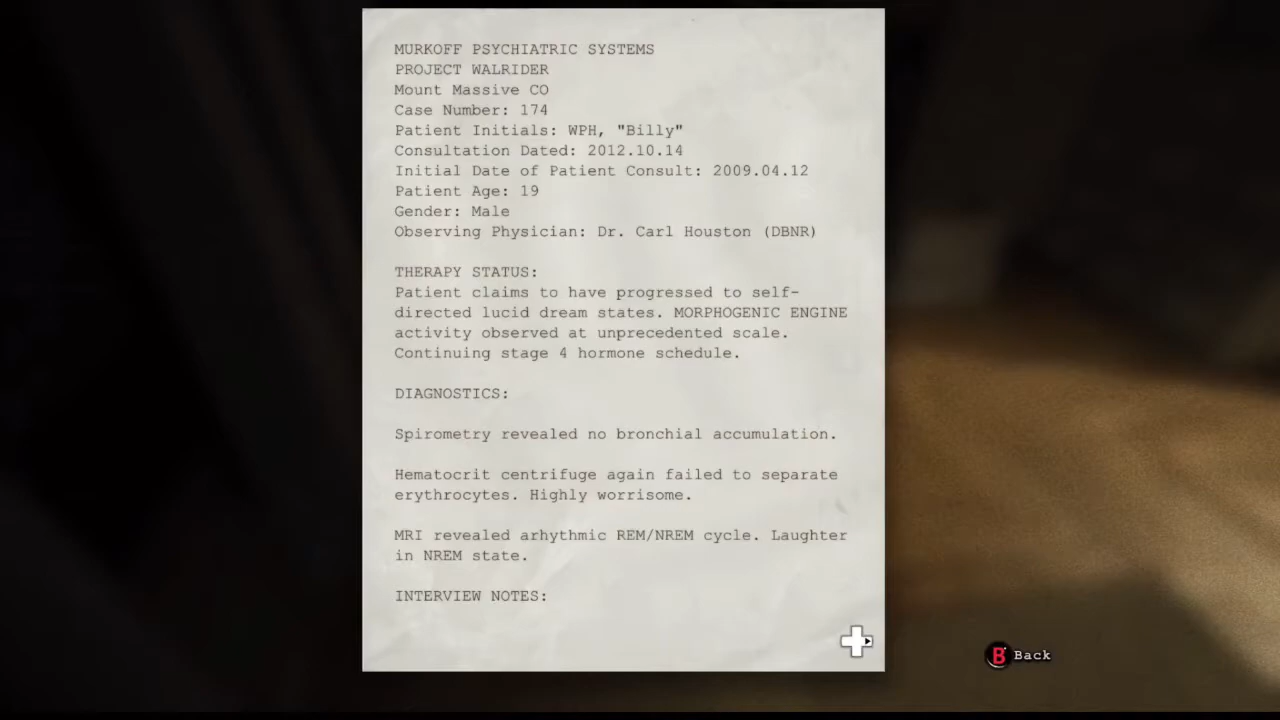 MURKOFF PSYCHIATRIC SYSTEMS
PROJECT WALRIDER
Mount Massive CO
Case Number: 174
Patient Initials: WPH, "Billy"
Consultation Dated: 2012.10.14
Initial Date of Patient Consult: 2009.04.12
Patient Age: 19
Gender: Male
Observing Physician: Dr. Carl Houston (DBNR)
THERAPY STATUS:
Patient claims to have progressed to self-
directed lucid dream states. MORPHOGENIC ENGINE
activity observed at unprecedented scale.
Continuing stage 4 hormone schedule.
DIAGNOSTICS:
Spirometry revealed no bronchial accumulation.
Hematocrit centrifuge again failed to separate
erythrocytes. Highly worrisome.
MRI revealed arhythmic REM/NREM cycle. Laughter
in NREM state.
INTERVIEW NOTES:
B Back